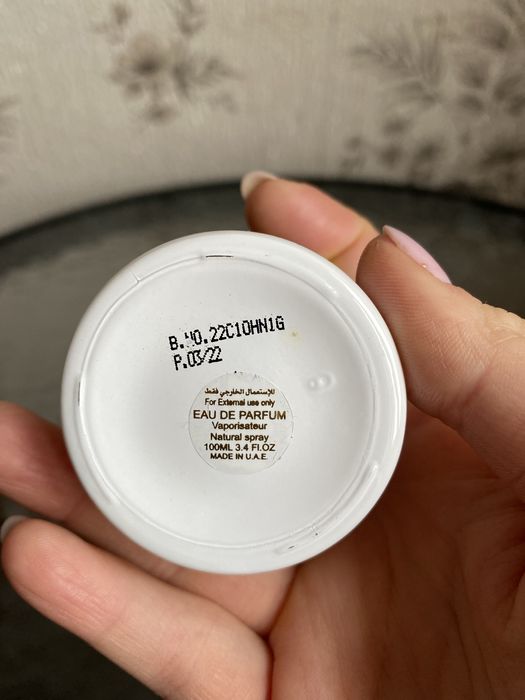 B.NO.22C10HN1G
P.03/22
للإستعمال الخارجي فقط
For External use only
EAU DE PARFUM
Vaporisateur
Natural spray
100ML 3.4 Fl.OZ
MADE IN U.A.E.